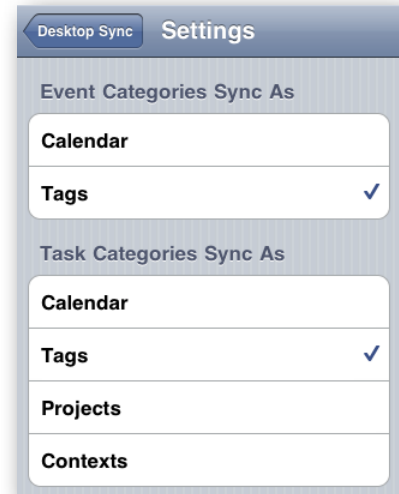 Desktop Sync Settings
Event Categories Sync As
Calendar
Tags
Task Categories Sync As
Calendar
Tags
Projects
Contexts